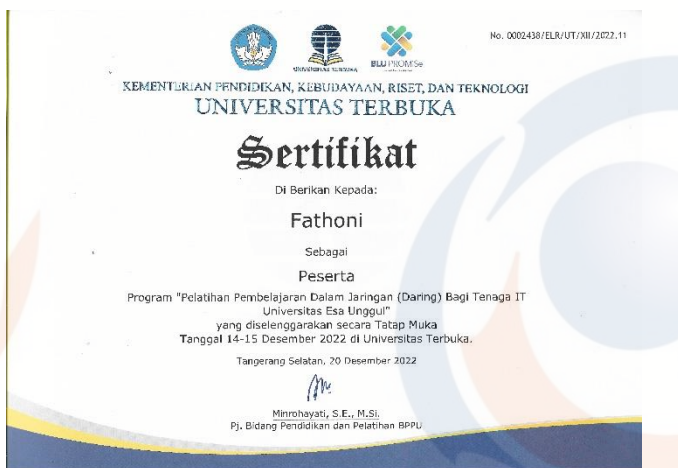 No. 0002438/ELR/UT/XII/2022.11
UNIVERSITAS TERBUKA
BLU PROMISe
KEMENTERIAN PENDIDIKAN, KEBUDAYAAN, RISET, DAN TEKNOLOGI
UNIVERSITAS TERBUKA
Sertifikat
Di Berikan Kepada:
Fathoni
Sebagai
Peserta
Program "Pelatihan Pembelajaran Dalam Jaringan (Daring) Bagi Tenaga IT
Universitas Esa Unggul"
yang diselenggarakan secara Tatap Muka
Tanggal 14-15 Desember 2022 di Universitas Terbuka.
Tangerang Selatan, 20 Desember 2022
Minrohayati, S.E., M.Si.
Pj. Bidang Pendidikan dan Pelatihan BPPU